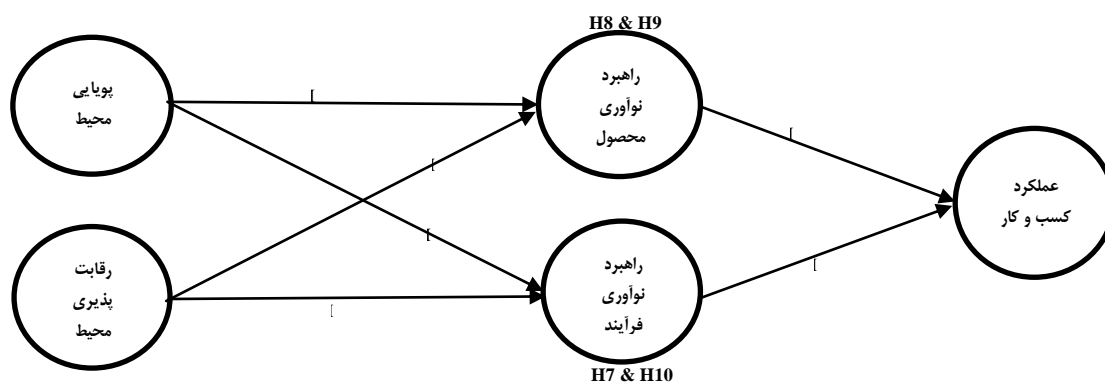 H8 & H9
پویایی
محیط
راهبرد
نوآوری
محصول
عملکرد
کسب و کار
رقابت
پذیری
محیط
راهبرد
نوآوری
فرآیند
H7 & H10